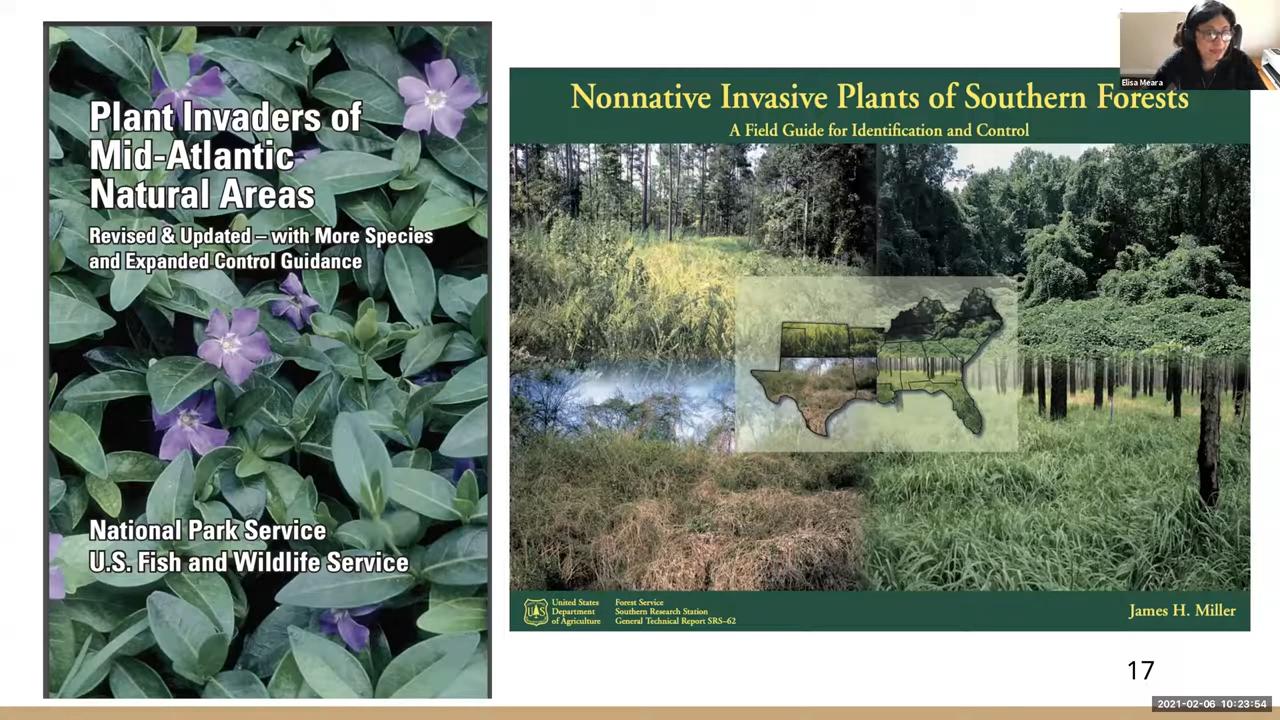 Plant Invaders of
Mid-Atlantic
Natural Areas
Revised & Updated – with More Species
and Expanded Control Guidance
National Park Service
U.S. Fish and Wildlife Service
Nonnative Invasive Plants of Southern Forests
A Field Guide for Identification and Control
United States
Department
of Agriculture
Forest Service
Southern Research Station
General Technical Report SRS–62
James H. Miller
Elisa Meara
17
2021-02-06 10:23:54